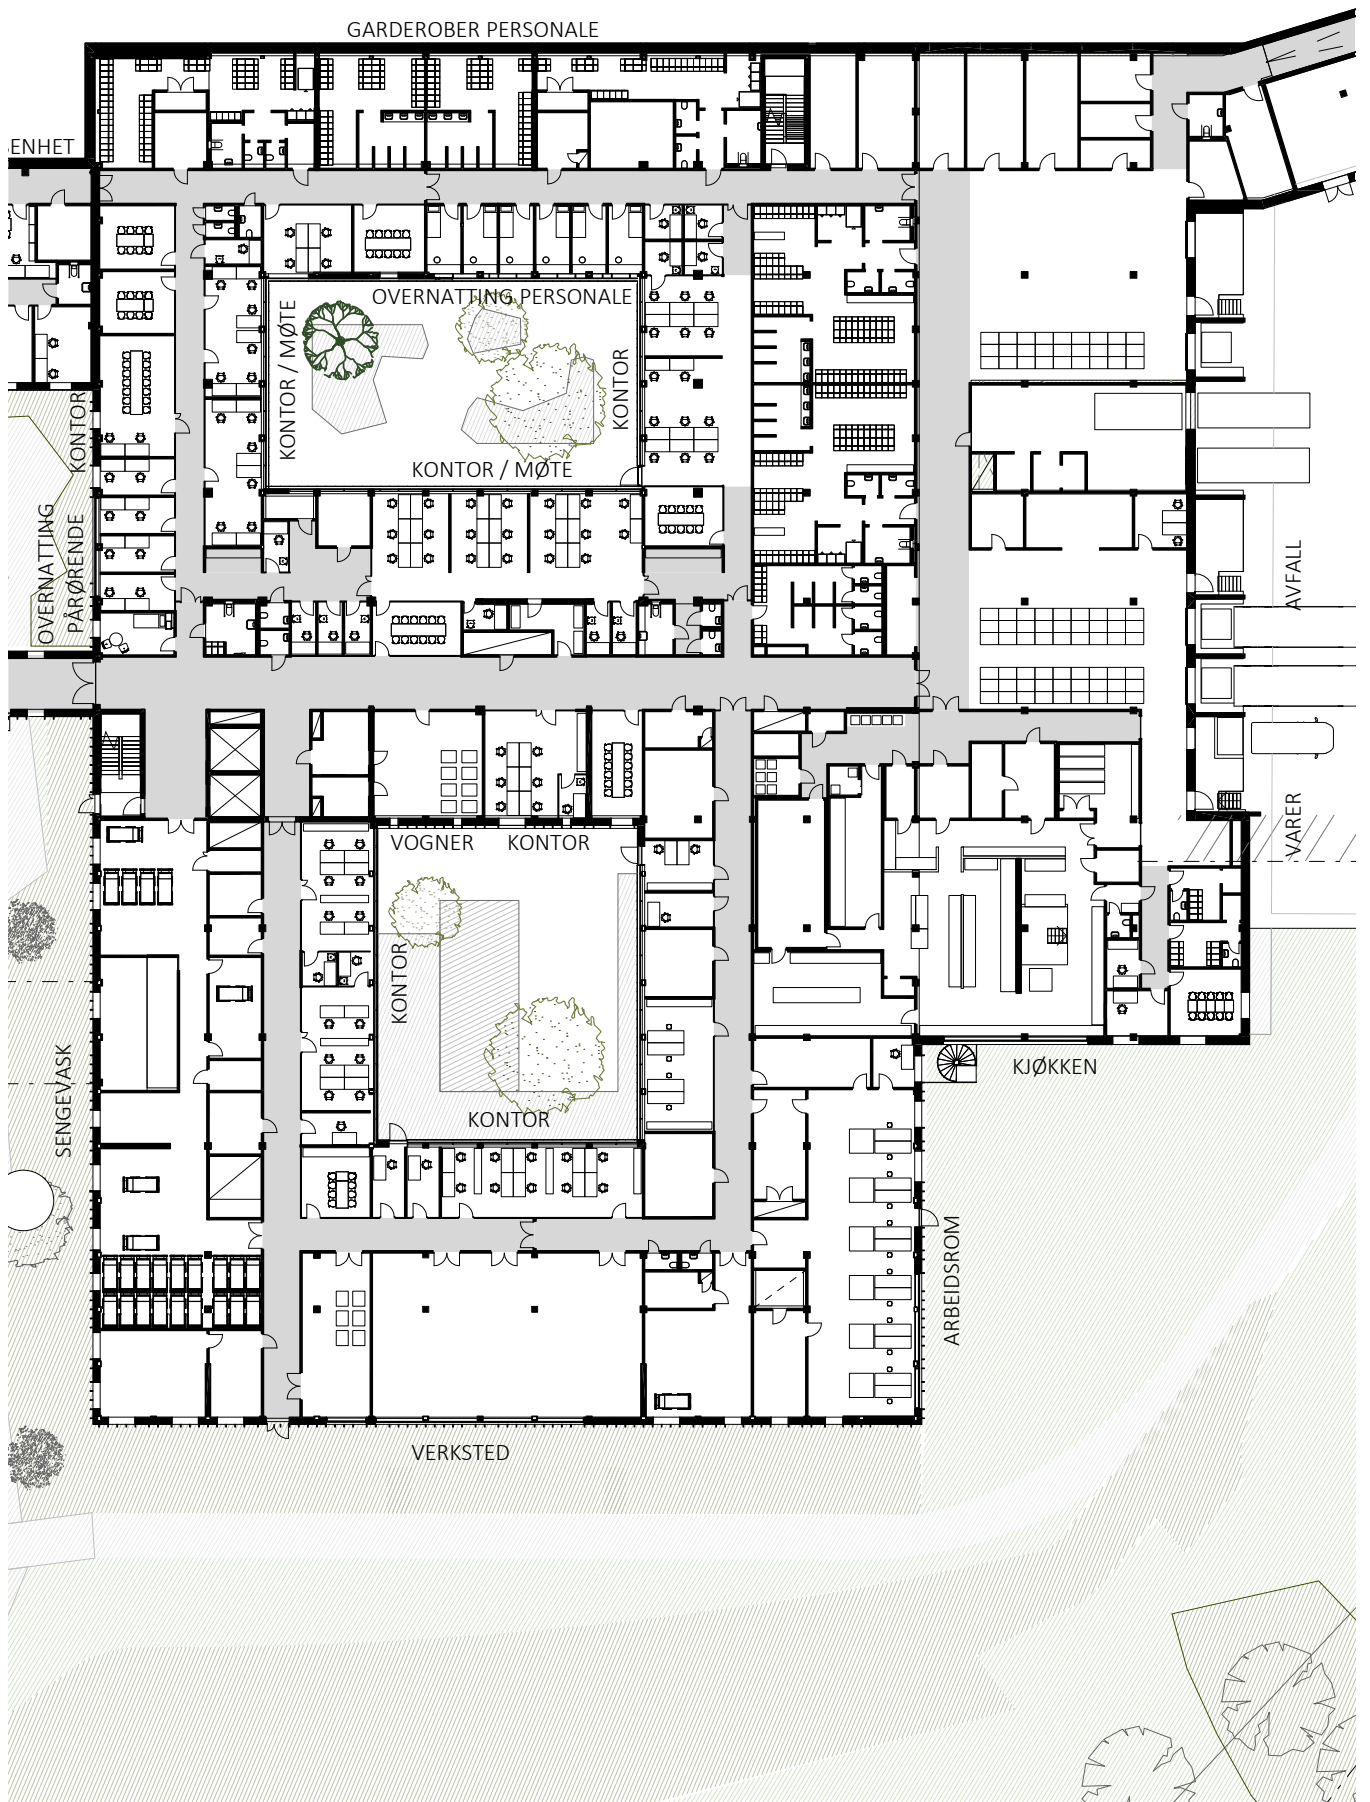 GARDEROBER PERSONALE
ENHET
OVERNATTING PERSONALE
KONTOR / MØTE
KONTOR
KONTOR
KONTOR / MØTE
OVERNATTING
PÅRØRENDE
AVFALL
VARER
VOGNER
KONTOR
KONTOR
KONTOR
SENGEVASK
KJØKKEN
ARBEIDSROM
VERKSTED